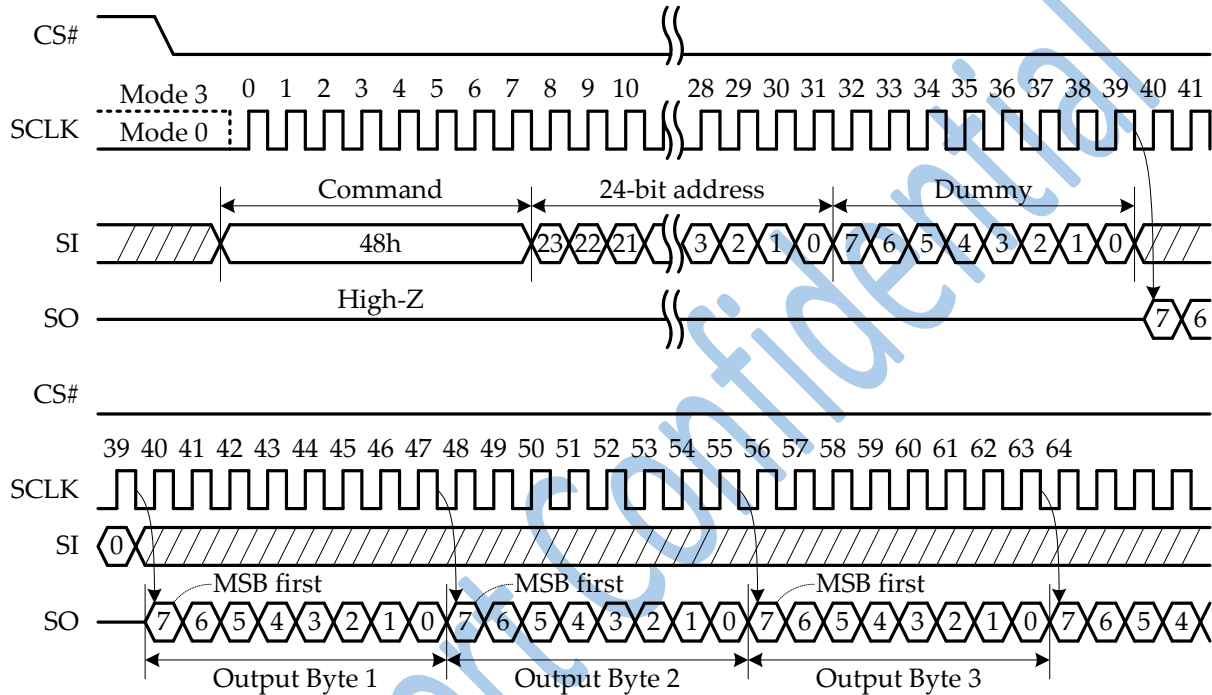 CS#
Mode 3 0 1 2 3 4 5 6 7 8 9 10 28 29 30 31 32 33 34 35 36 37 38 39 40 41
SCLK Mode 0
Command 24-bit address Dummy
SI 48h 23 22 21 3 2 1 0 7 6 5 4 3 2 1 0
High-Z
SO 7 6
CS#
39 40 41 42 43 44 45 46 47 48 49 50 51 52 53 54 55 56 57 58 59 60 61 62 63 64
SCLK
SI 0
MSB first MSB first MSB first
SO 7 6 5 4 3 2 1 0 7 6 5 4 3 2 1 0 7 6 5 4 3 2 1 0 7 6 5 4
Output Byte 1 Output Byte 2 Output Byte 3
Confidential